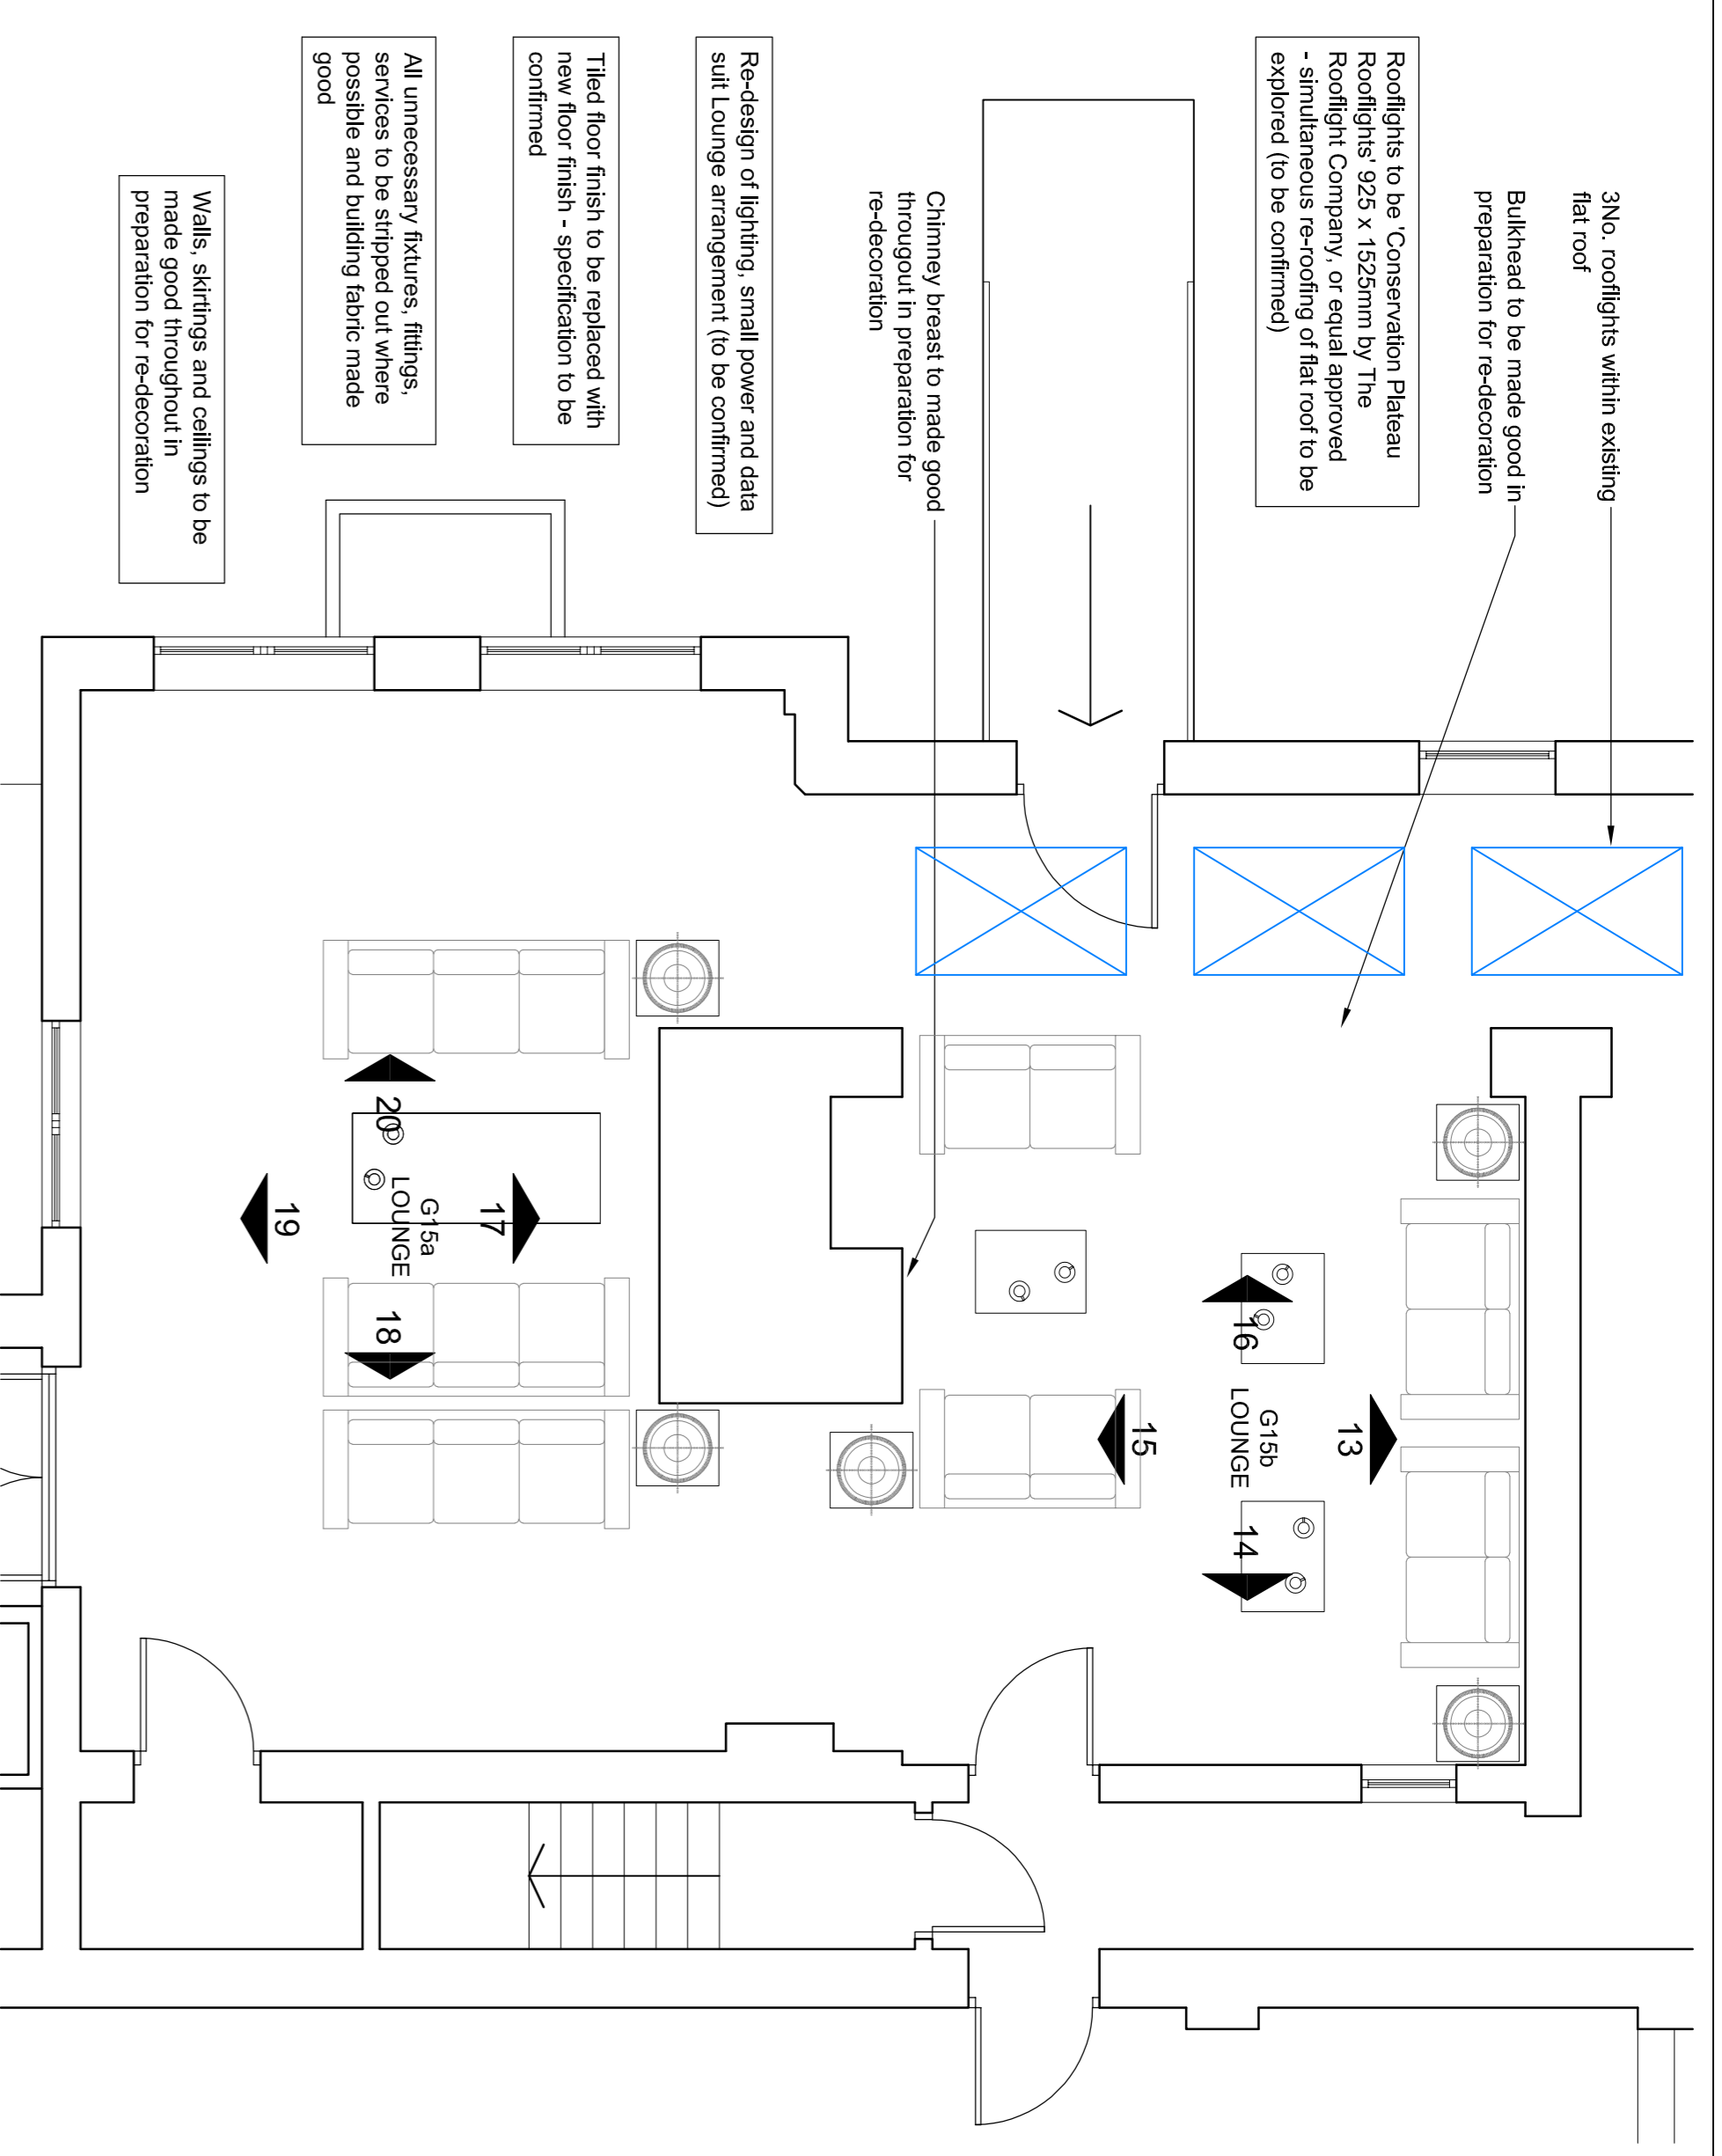 3No. rooflights within existing
flat roof
Bulkhead to be made good in
preparation for re-decoration
Rooflights to be 'Conservation Plateau
Rooflights' 925 x 1525mm by The
Rooflight Company, or equal approved
- simultaneous re-roofing of flat roof to be
explored (to be confirmed)
Chimney breast to made good
througout in preparation for
re-decoration
Re-design of lighting, small power and data
suit Lounge arrangement (to be confirmed)
Tiled floor finish to be replaced with
new floor finish - specification to be
confirmed
All unnecessary fixtures, fittings,
services to be stripped out where
possible and building fabric made
good
Walls, skirtings and ceilings to be
made good throughout in
preparation for re-decoration
13
G15b
LOUNGE
16
14
15
17
G15a
LOUNGE
20
18
19